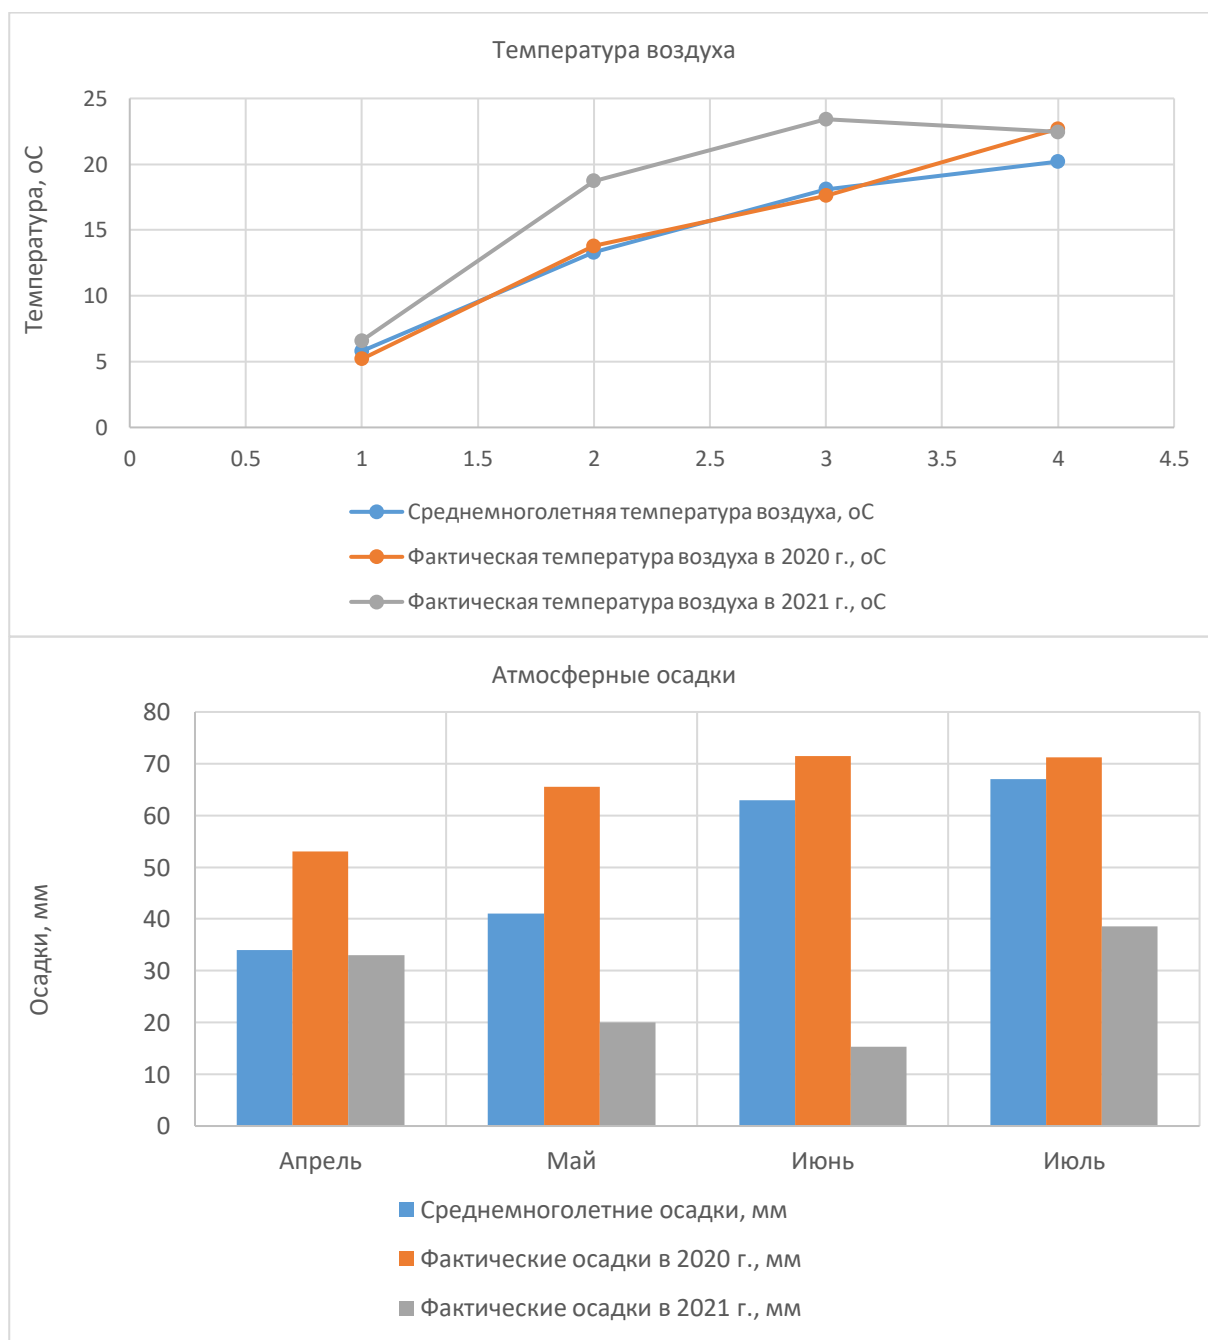 Температура воздуха
25
20
15
10
5
0
Температура, оС
0 0.5 1 1.5 2 2.5 3 3.5 4 4.5
Среднемноголетняя температура воздуха, оС
Фактическая температура воздуха в 2020 г., оС
Фактическая температура воздуха в 2021 г., оС
Атмосферные осадки
80
70
60
50
40
30
20
10
0
Осадки, мм
Апрель Май Июнь Июль
Среднемноголетние осадки, мм
Фактические осадки в 2020 г., мм
Фактические осадки в 2021 г., мм